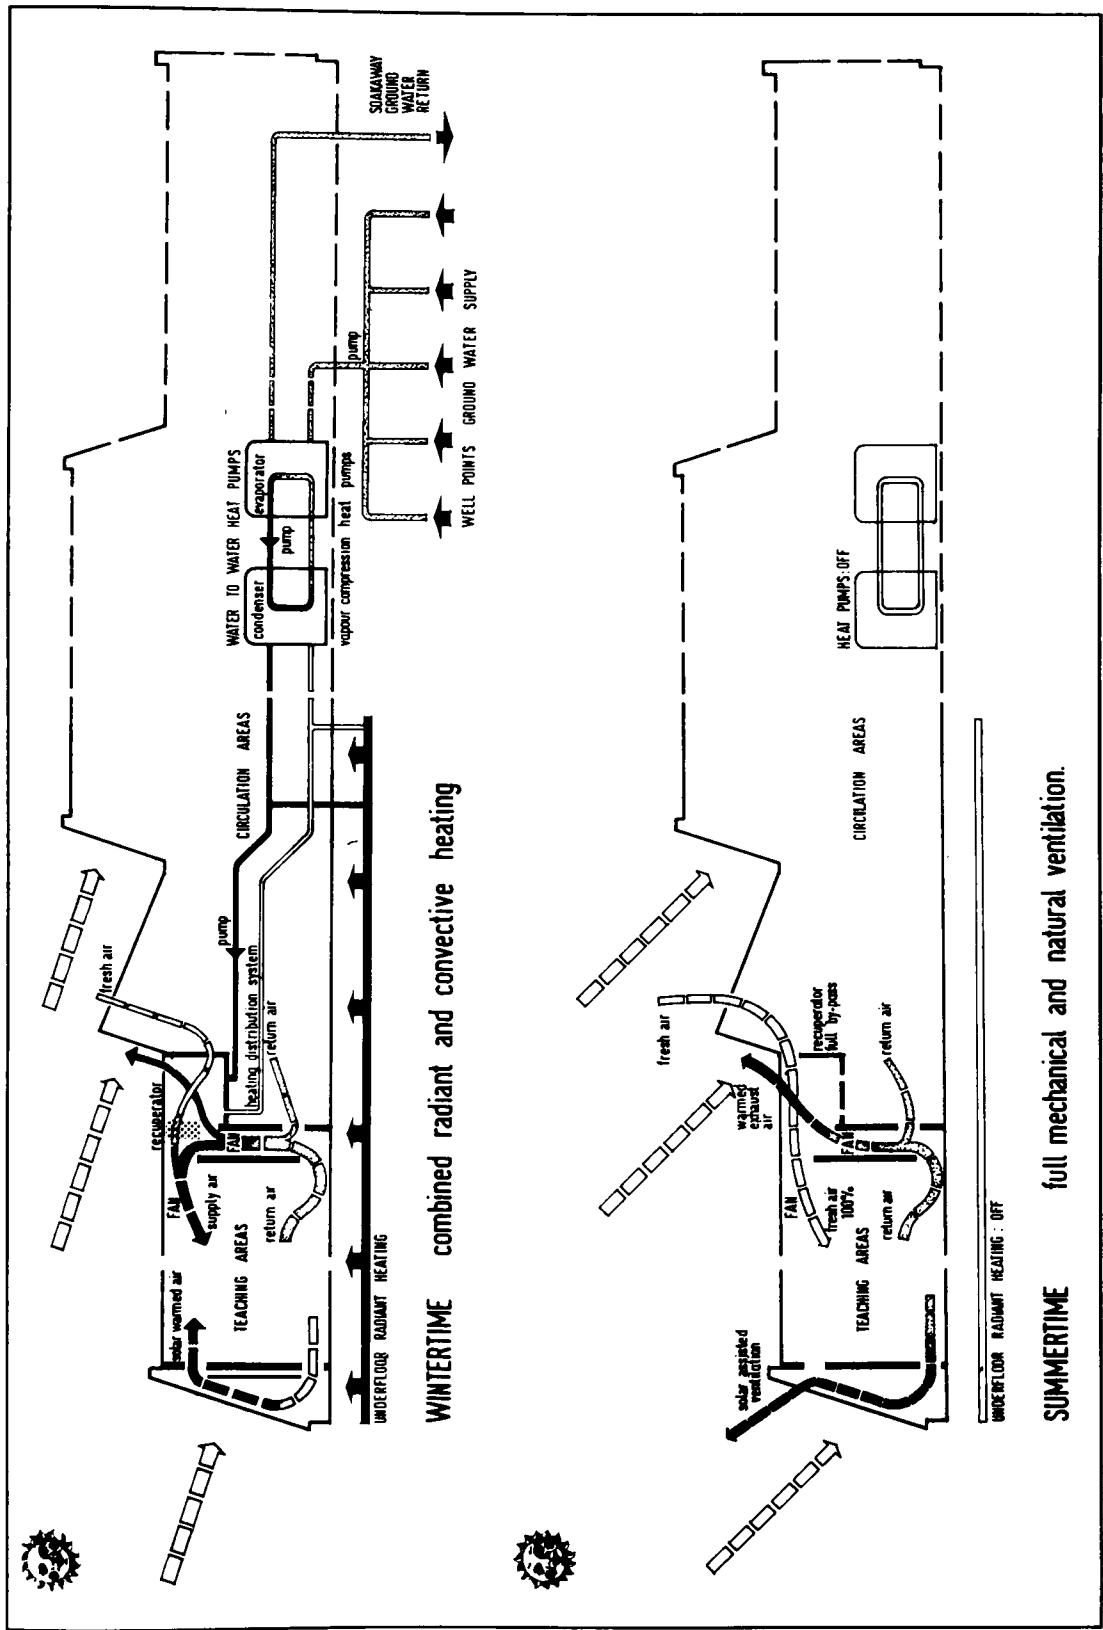 SOAKAWAY
GROUND
WATER
RETURN
WATER TO WATER HEAT PUMPS
condenser
evaporator
pump
vapour compression heat pumps
pump
WELL POINTS GROUND WATER SUPPLY
CIRCULATION AREAS
pump
heating distribution system
fresh air
return air
recuperator
FAN
FAN
supply air
return air
solar warmed air
TEACHING AREAS
UNDERFLOOR RADIANT HEATING
WINTERTIME combined radiant and convective heating
HEAT PUMPS: OFF
CIRCULATION AREAS
fresh air
recuperator
full by-pass
return air
warmed
exhaust
air
FAN
FAN
fresh air
100%
return air
solar assisted
ventilation
TEACHING AREAS
UNDERFLOOR RADIANT HEATING: OFF
SUMMERTIME full mechanical and natural ventilation.